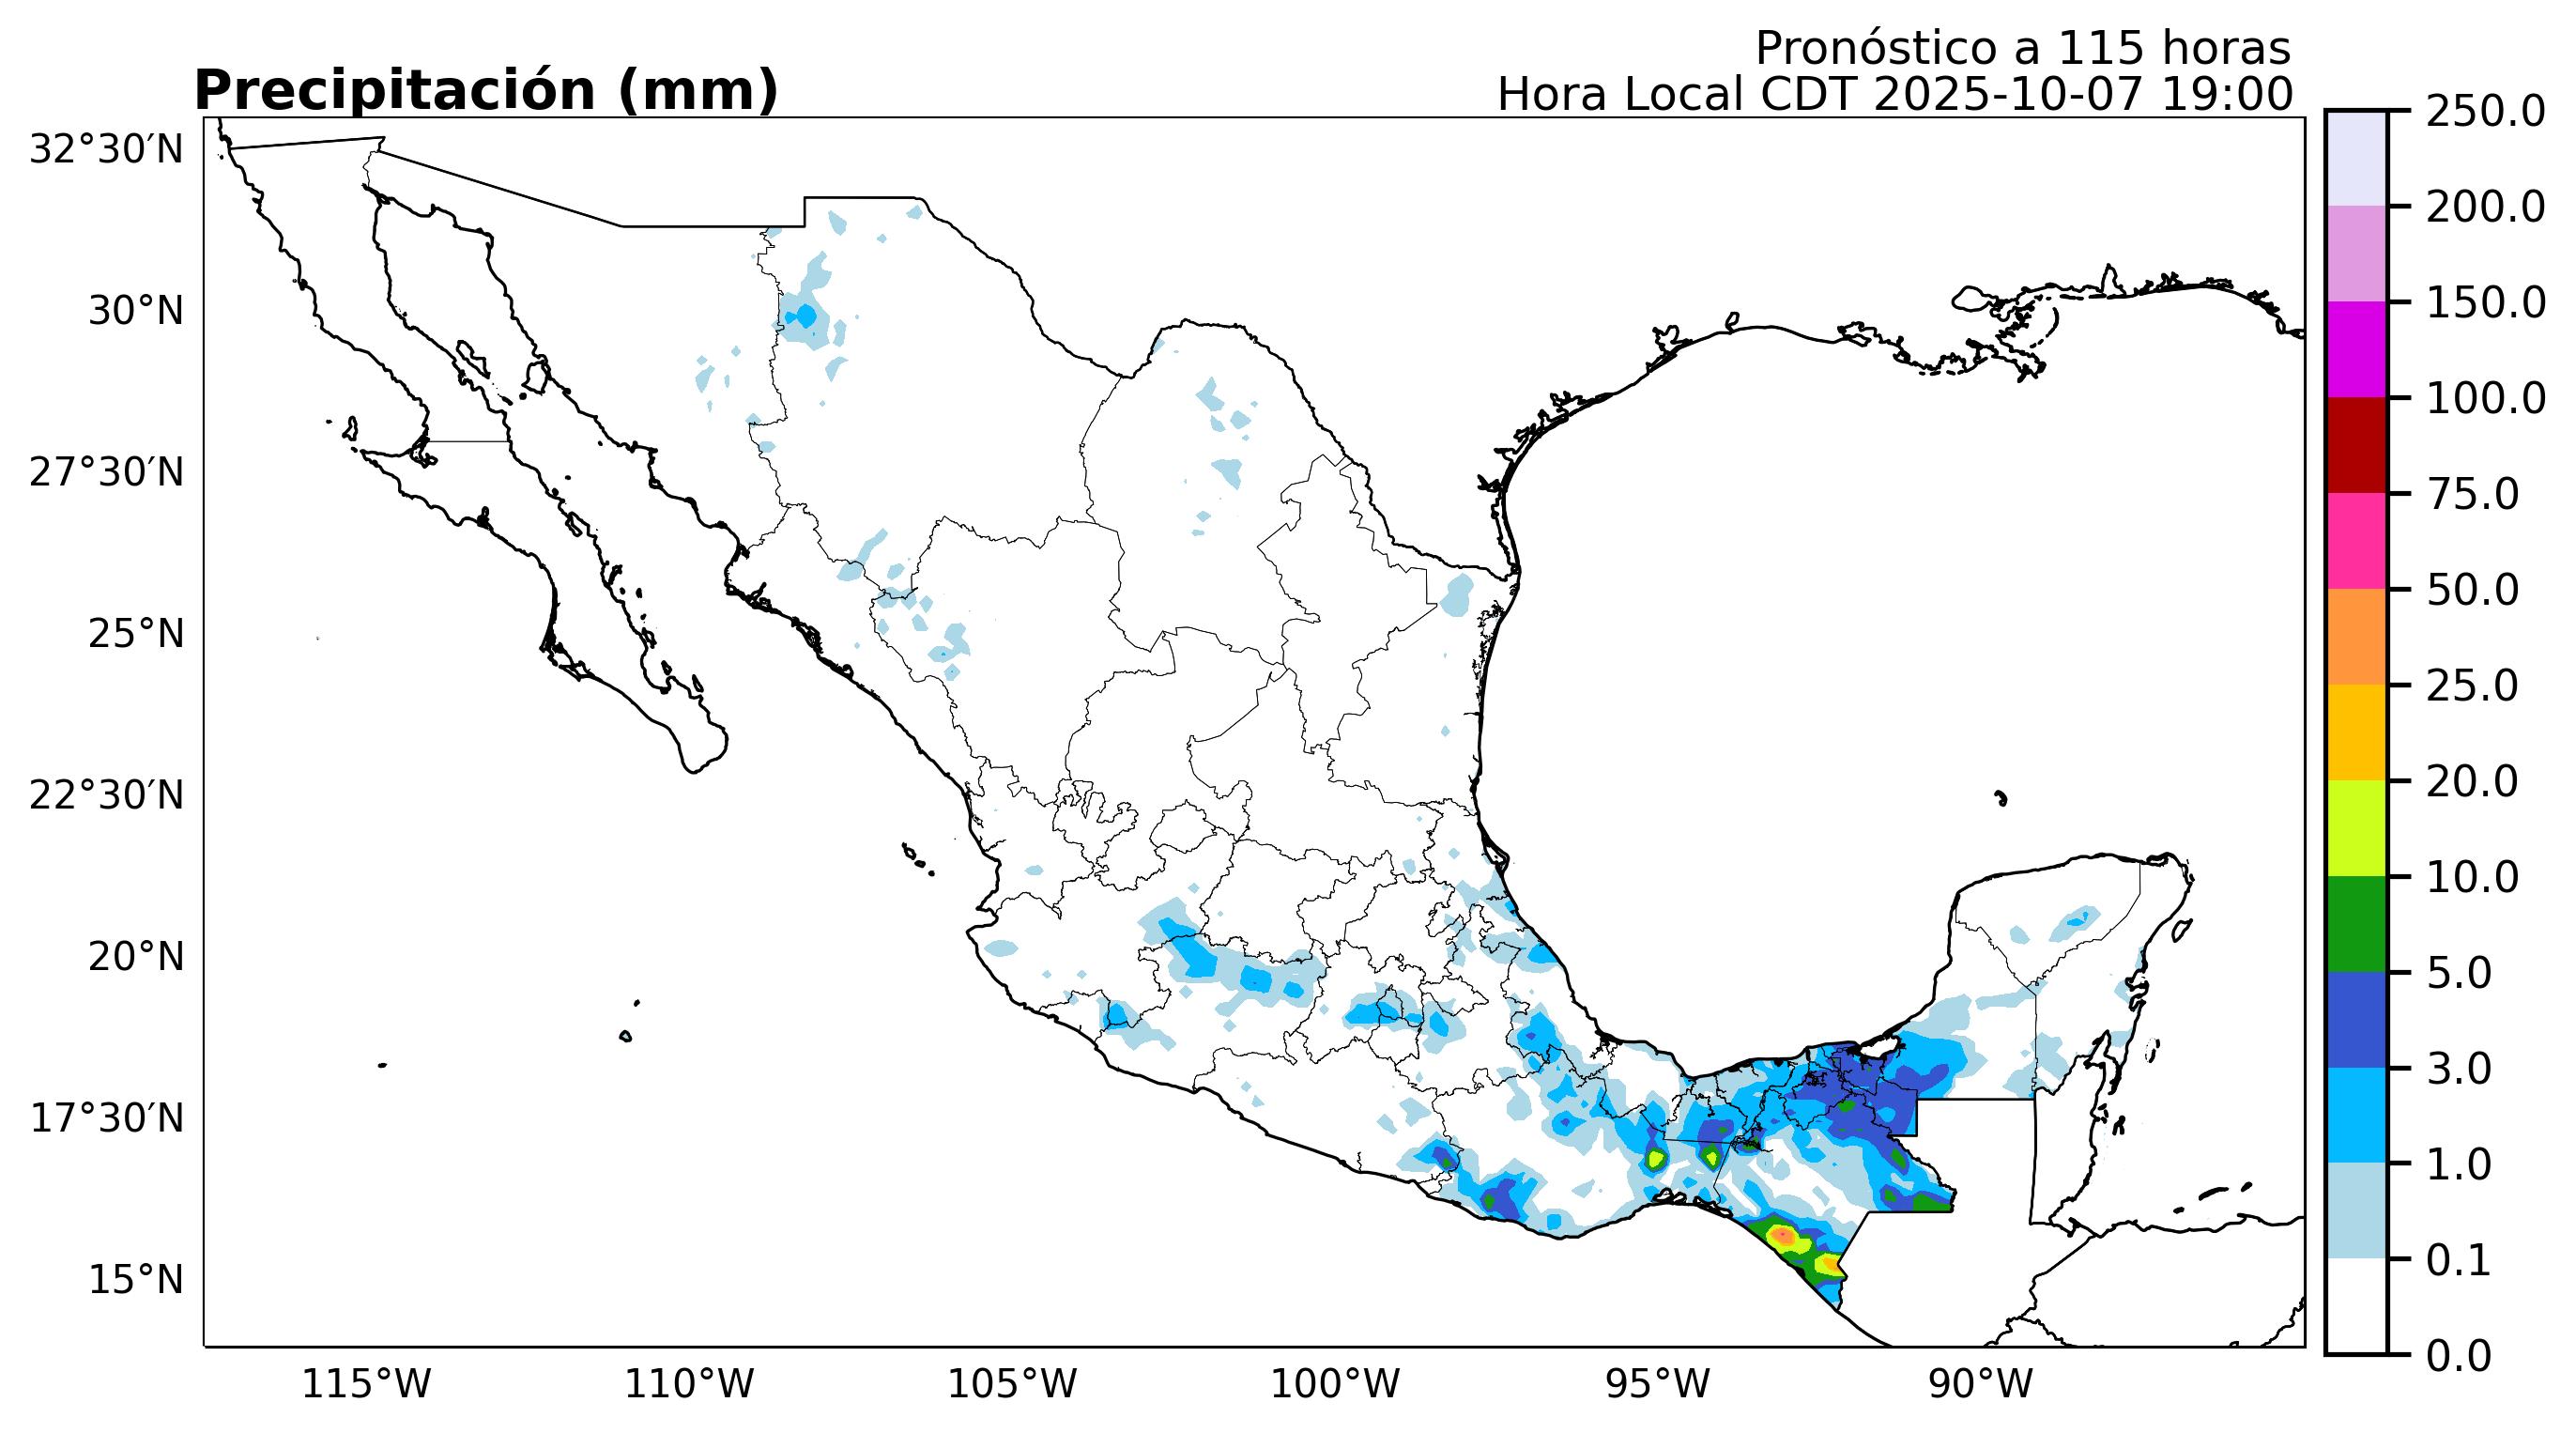 Pronóstico a 115 horas
Precipitación (mm)
Hora Local CDT 2025-10-07 19:00
32°30′N
30°N
27°30′N
25°N
22°30′N
20°N
17°30′N
15°N
115°W
110°W
105°W
100°W
95°W
90°W
250.0
200.0
150.0
100.0
75.0
50.0
25.0
20.0
10.0
5.0
3.0
1.0
0.1
0.0